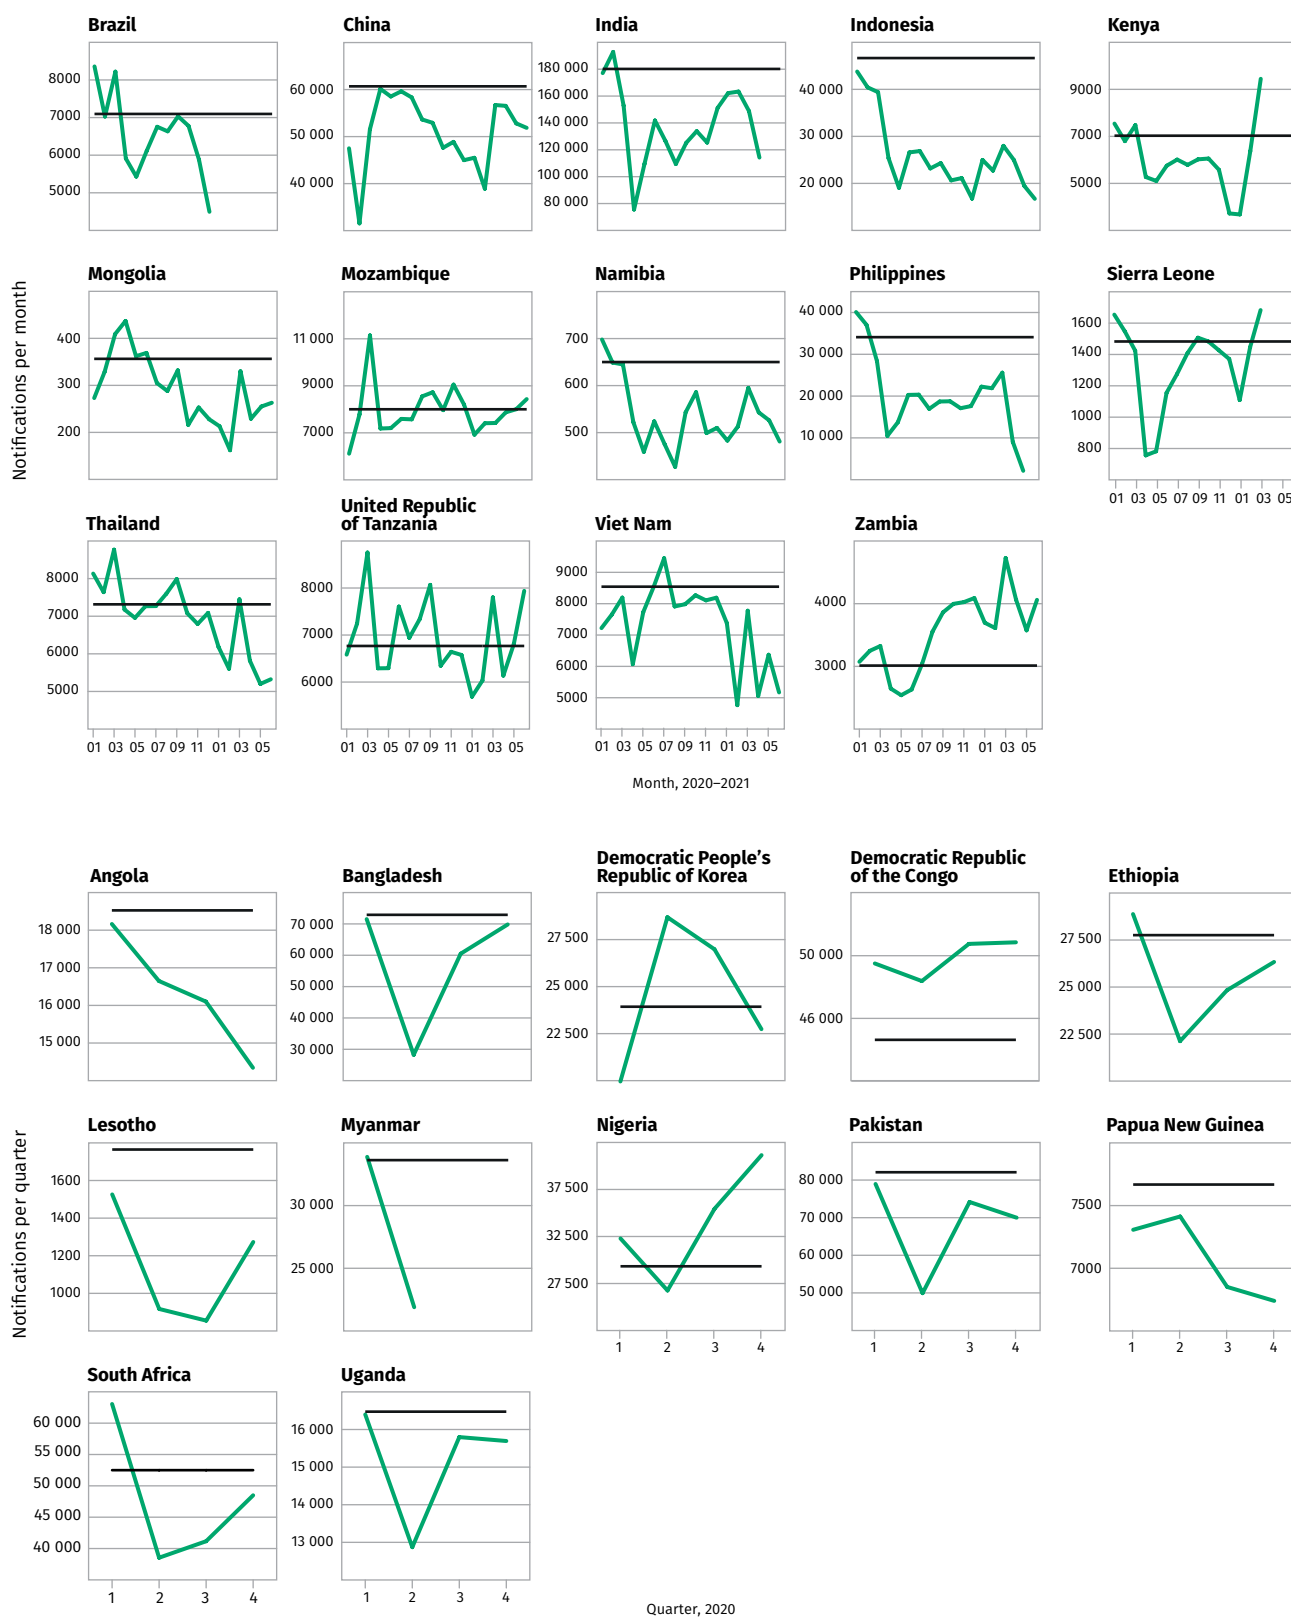 Brazil
China
India
Indonesia
Kenya
8000
7000
6000
5000
60 000
50 000
40 000
180 000
160 000
140 000
120 000
100 000
80 000
40 000
30 000
20 000
9000
7000
5000
Notifications per month
Mongolia
Mozambique
Namibia
Philippines
Sierra Leone
400
300
200
11 000
9000
7000
700
600
500
40 000
30 000
20 000
10 000
1600
1400
1200
1000
800
01 03 05 07 09 11 01 03 05
Thailand
United Republic
of Tanzania
Viet Nam
Zambia
8000
7000
6000
5000
8000
7000
6000
9000
8000
7000
6000
5000
4000
3000
01 03 05 07 09 11 01 03 05
01 03 05 07 09 11 01 03 05
01 03 05 07 09 11 01 03 05
01 03 05 07 09 11 01 03 05
Month, 2020–2021
Angola
Bangladesh
Democratic People’s
Republic of Korea
Democratic Republic
of the Congo
Ethiopia
18 000
17 000
16 000
15 000
70 000
60 000
50 000
40 000
30 000
27 500
25 000
22 500
50 000
46 000
27 500
25 000
22 500
Notifications per quarter
Lesotho
Myanmar
Nigeria
Pakistan
Papua New Guinea
1600
1400
1200
1000
30 000
25 000
37 500
32 500
27 500
80 000
70 000
60 000
50 000
7500
7000
1 2 3 4
1 2 3 4
1 2 3 4
South Africa
Uganda
60 000
55 000
50 000
45 000
40 000
16 000
15 000
14 000
13 000
1 2 3 4
1 2 3 4
Quarter, 2020